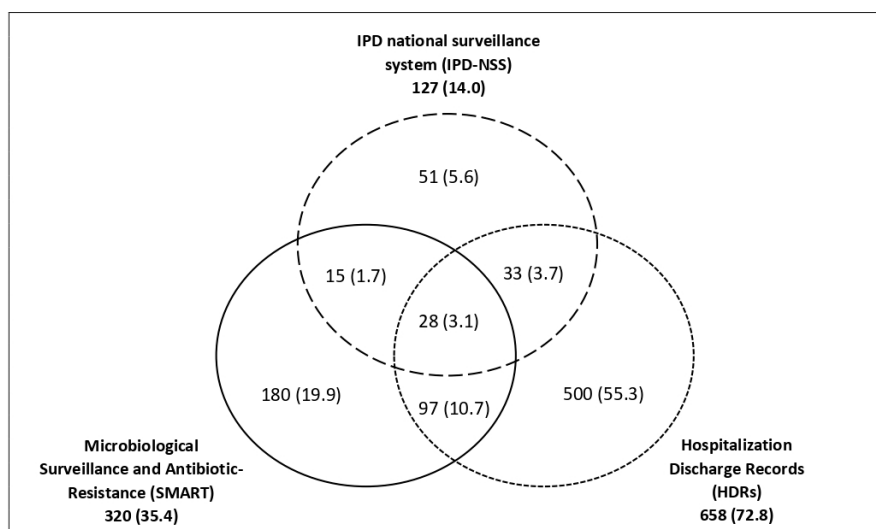 IPD national surveillance
system (IPD-NSS)
127 (14.0)
51 (5.6)
15 (1.7)
33 (3.7)
28 (3.1)
180 (19.9)
97 (10.7)
500 (55.3)
Microbiological
Surveillance and Antibiotic-
Resistance (SMART)
320 (35.4)
Hospitalization
Discharge Records
(HDRs)
658 (72.8)